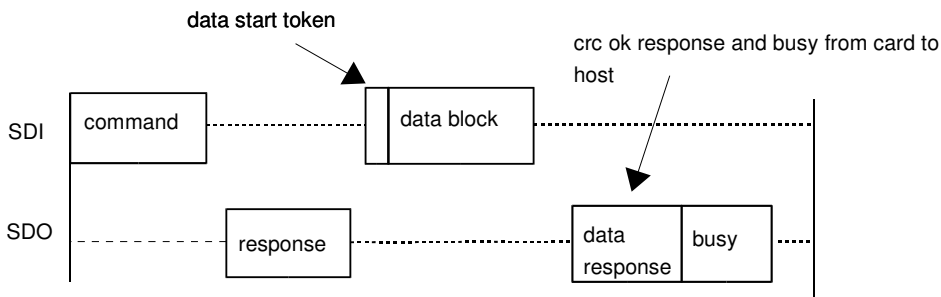 data start token
crc ok response and busy from card to
host
SDI
command
data block
SDO
response
data
response
busy